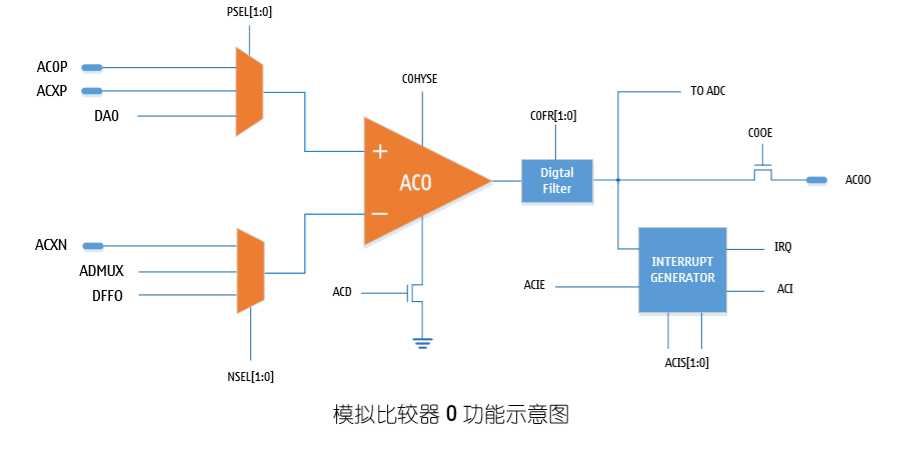 PSEL[1:0]
AC0P
ACXP
DA0
C0HYSE
C0FR[1:0]
TO ADC
C0OE
+
AC0
−
Digtal
Filter
AC0O
ACXN
ADMUX
DFFO
ACD
ACIE
INTERRUPT
GENERATOR
IRQ
ACI
NSEL[1:0]
ACIS[1:0]
模拟比较器 0 功能示意图